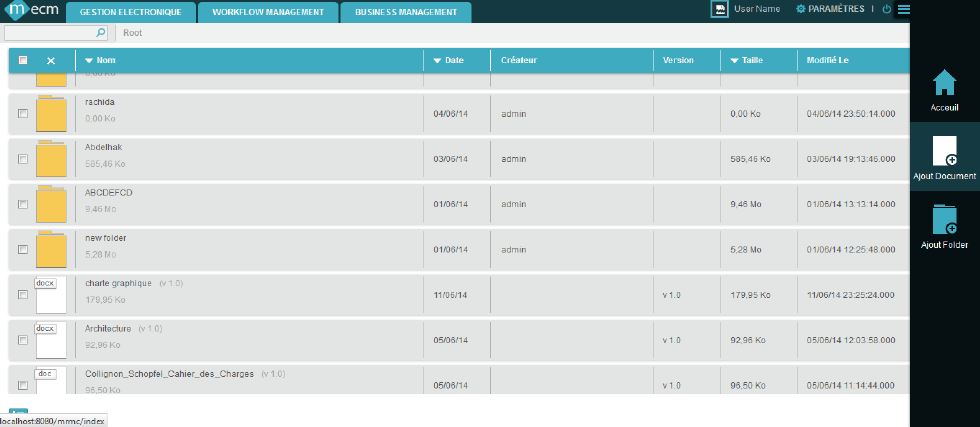 mecm
GESTION ELECTRONIQUE WORKFLOW MANAGEMENT BUSINESS MANAGEMENT User Name PARAMÈTRES I
Root
Nom Date Créateur Version Taille Modifié Le
rachida
0,00 Ko 04/06/14 admin 0,00 Ko 04/06/14 23:50:14.000
Abdelhak
585,46 Ko 03/06/14 admin 585,46 Ko 03/06/14 19:13:46.000
ABCDEFCD
9,46 Mo 01/06/14 admin 9,46 Mo 01/06/14 13:13:14.000
new folder
5,28 Mo 01/06/14 admin 5,28 Mo 01/06/14 12:25:48.000
docx charte graphique (v 1.0)
179,95 Ko 11/06/14 v 1.0 179,95 Ko 11/06/14 23:25:24.000
docx Architecture (v 1.0)
92,96 Ko 05/06/14 v 1.0 92,96 Ko 05/06/14 12:03:58.000
doc Collignon_Schopfel_Cahier_des_Charges (v 1.0)
96,50 Ko 05/06/14 v 1.0 96,50 Ko 05/06/14 11:14:44.000
localhost:8080/mrmc/index
Acceuil
Ajout Document
Ajout Folder